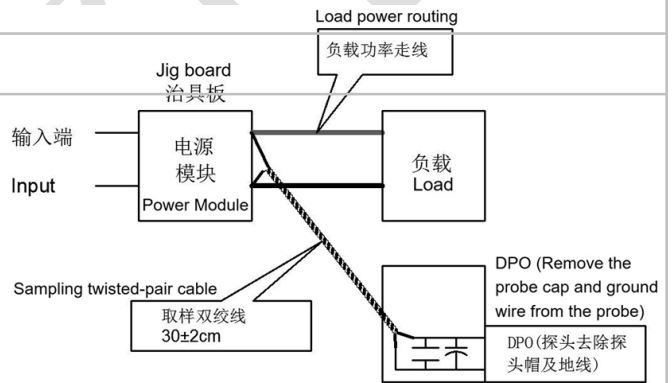 Load power routing
负载功率走线
Jig board
治具板
输入端
Input
电源
模块
Power Module
负载
Load
Sampling twisted-pair cable
取样双绞线
30±2cm
DPO (Remove the
probe cap and ground
wire from the probe)
DPO(探头去除探
头帽及地线)